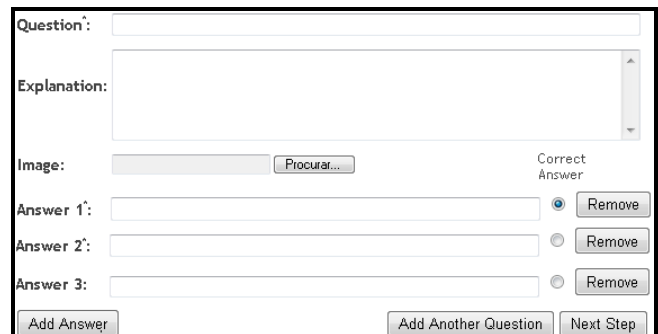 Question^:
Explanation:
Image: Procurar... Correct
Answer
Answer 1^: Remove
Answer 2^: Remove
Answer 3: Remove
Add Answer Add Another Question Next Step